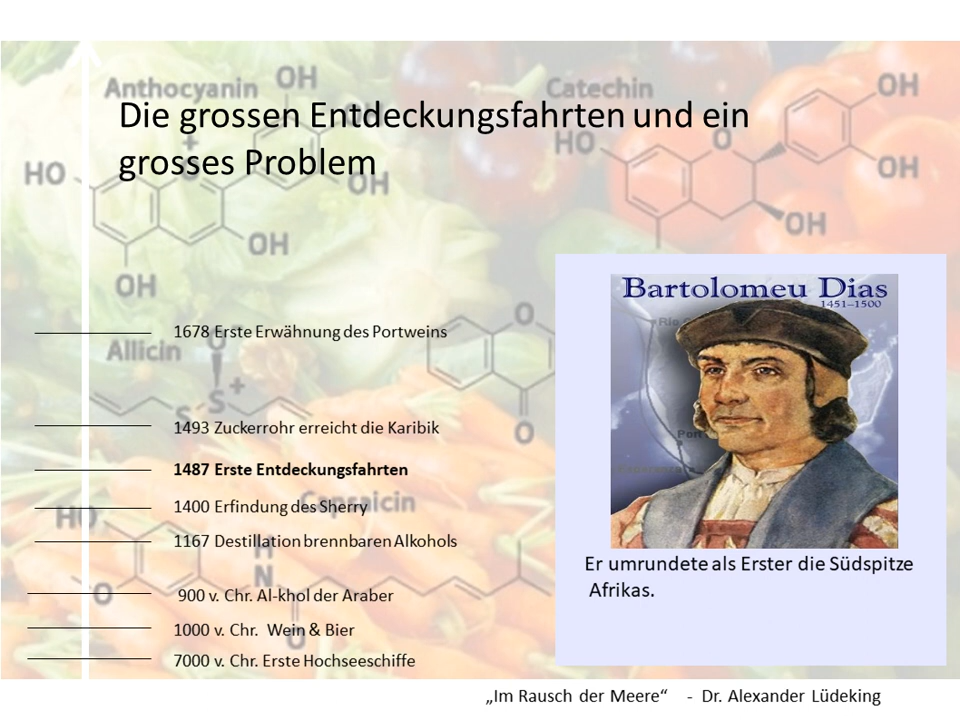 Anthocyanin
OH
Catechin
OH
Die grossen Entdeckungsfahrten und ein
grosses Problem
+
HO
OH
HO
O
OH
OH
OH
OH
Bartolomeu Dias
1451–1500
1678 Erste Erwähnung des Portweins
Allicin
O
S
S
+
O
O
1493 Zuckerrohr erreicht die Karibik
1487 Erste Entdeckungsfahrten
1400 Erfindung des Sherry
Capsaicin
HO
1167 Destillation brennbaren Alkohols
H
N
O
O
900 v. Chr. Al-khol der Araber
1000 v. Chr. Wein & Bier
7000 v. Chr. Erste Hochseeschiffe
Er umrundete als Erster die Südspitze
Afrikas.
„Im Rausch der Meere“ - Dr. Alexander Lüdeking